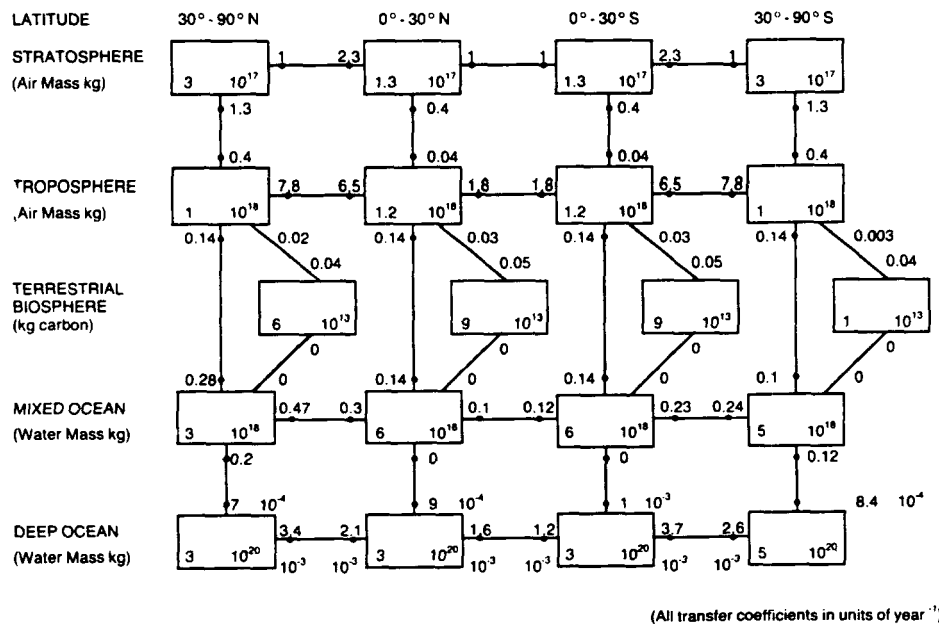 LATITUDE 30° - 90° N 0° - 30° N 0° - 30° S 30° - 90° S
STRATOSPHERE 1 2.3 1 1 2.3 1
(Air Mass kg) 3 10^17 1.3 10^17 1.3 10^17 3 10^17
1.3 0.4 0.4 1.3
0.4 0.04 0.04 0.4
TROPOSPHERE 7.8 6.5 1.8 1.8 6.5 7.8
,Air Mass kg) 1 10^18 1.2 10^18 1.2 10^18 1 10^18
0.14 0.02 0.14 0.03 0.14 0.03 0.14 0.003
0.04 0.05 0.05 0.04
TERRESTRIAL
BIOSPHERE
(kg carbon) 6 10^13 9 10^13 9 10^13 1 10^13
0 0 0 0
0.28 0 0.14 0 0.14 0 0.1 0
MIXED OCEAN 0.47 0.3 0.1 0.12 0.23 0.24
(Water Mass kg) 3 10^18 6 10^18 6 10^18 5 10^18
0.2 0 0 0.12
7 10^-4 9 10^-4 1 10^-3 8.4 10^-4
DEEP OCEAN 3.4 2.1 1.6 1.2 3.7 2.6
(Water Mass kg) 3 10^20 3 10^20 3 10^20 5 10^20
10^-3 10^-3 10^-3 10^-3 10^-3 10^-3
(All transfer coefficients in units of year^-1)